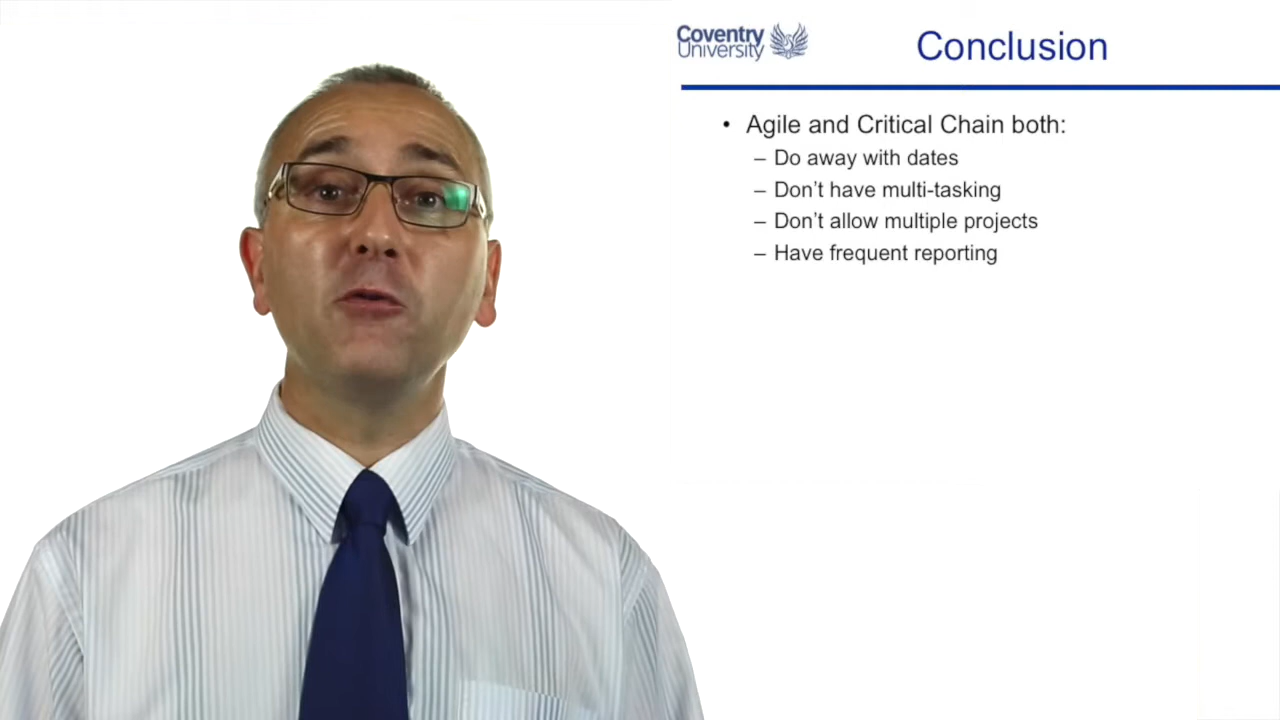 Coventry
University
Conclusion
• Agile and Critical Chain both:
– Do away with dates
– Don't have multi-tasking
– Don't allow multiple projects
– Have frequent reporting